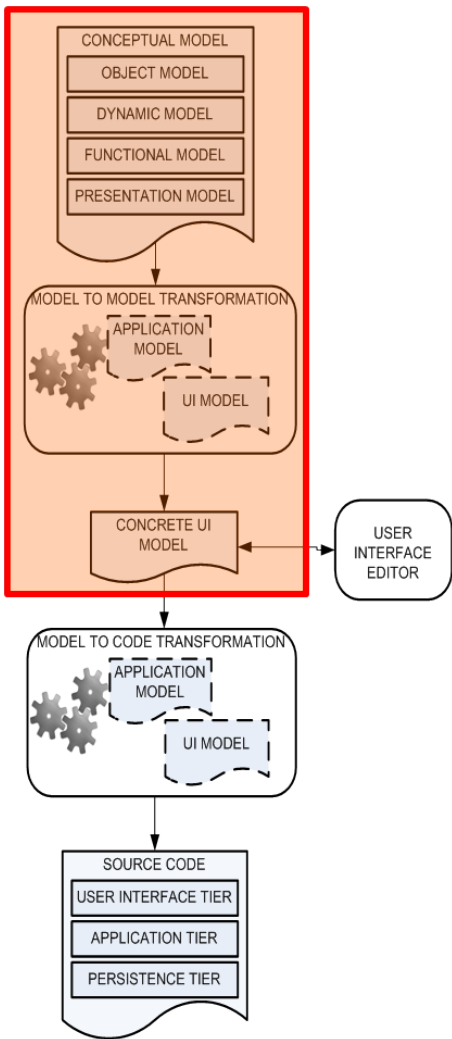 CONCEPTUAL MODEL
OBJECT MODEL
DYNAMIC MODEL
FUNCTIONAL MODEL
PRESENTATION MODEL
MODEL TO MODEL TRANSFORMATION
APPLICATION
MODEL
UI MODEL
CONCRETE UI
MODEL
USER
INTERFACE
EDITOR
MODEL TO CODE TRANSFORMATION
APPLICATION
MODEL
UI MODEL
SOURCE CODE
USER INTERFACE TIER
APPLICATION TIER
PERSISTENCE TIER